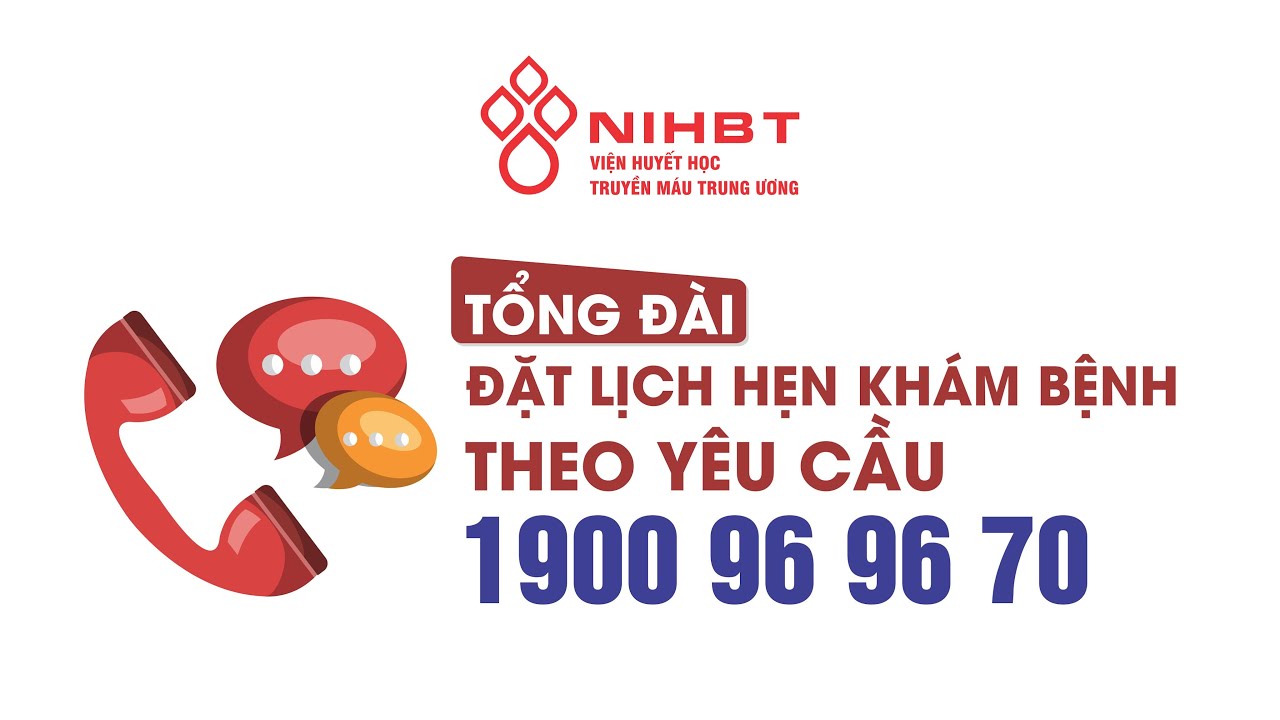 NIHBT
VIỆN HUYẾT HỌC
TRUYỀN MÁU TRUNG ƯƠNG
TỔNG ĐÀI
ĐẶT LỊCH HẸN KHÁM BỆNH
THEO YÊU CẦU
1900 96 96 70